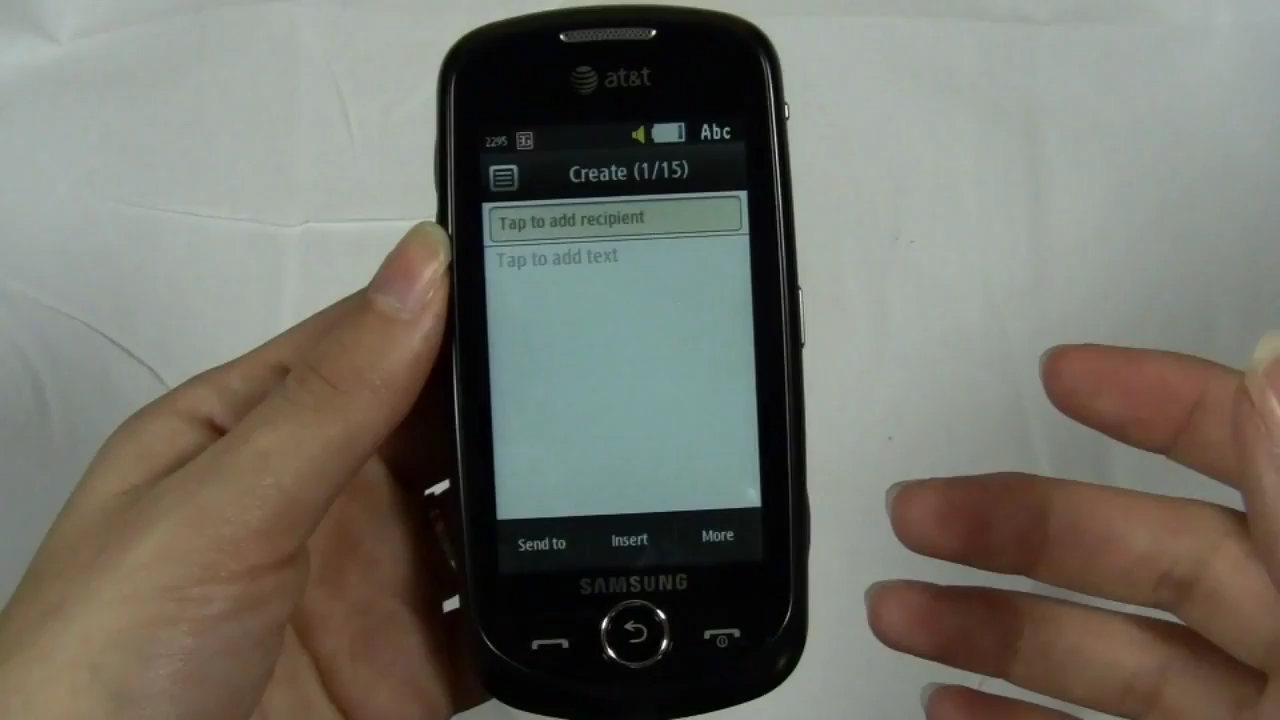 at&t
2295 3G Abc
Create (1/15)
Tap to add recipient
Tap to add text
Send to Insert More
SAMSUNG